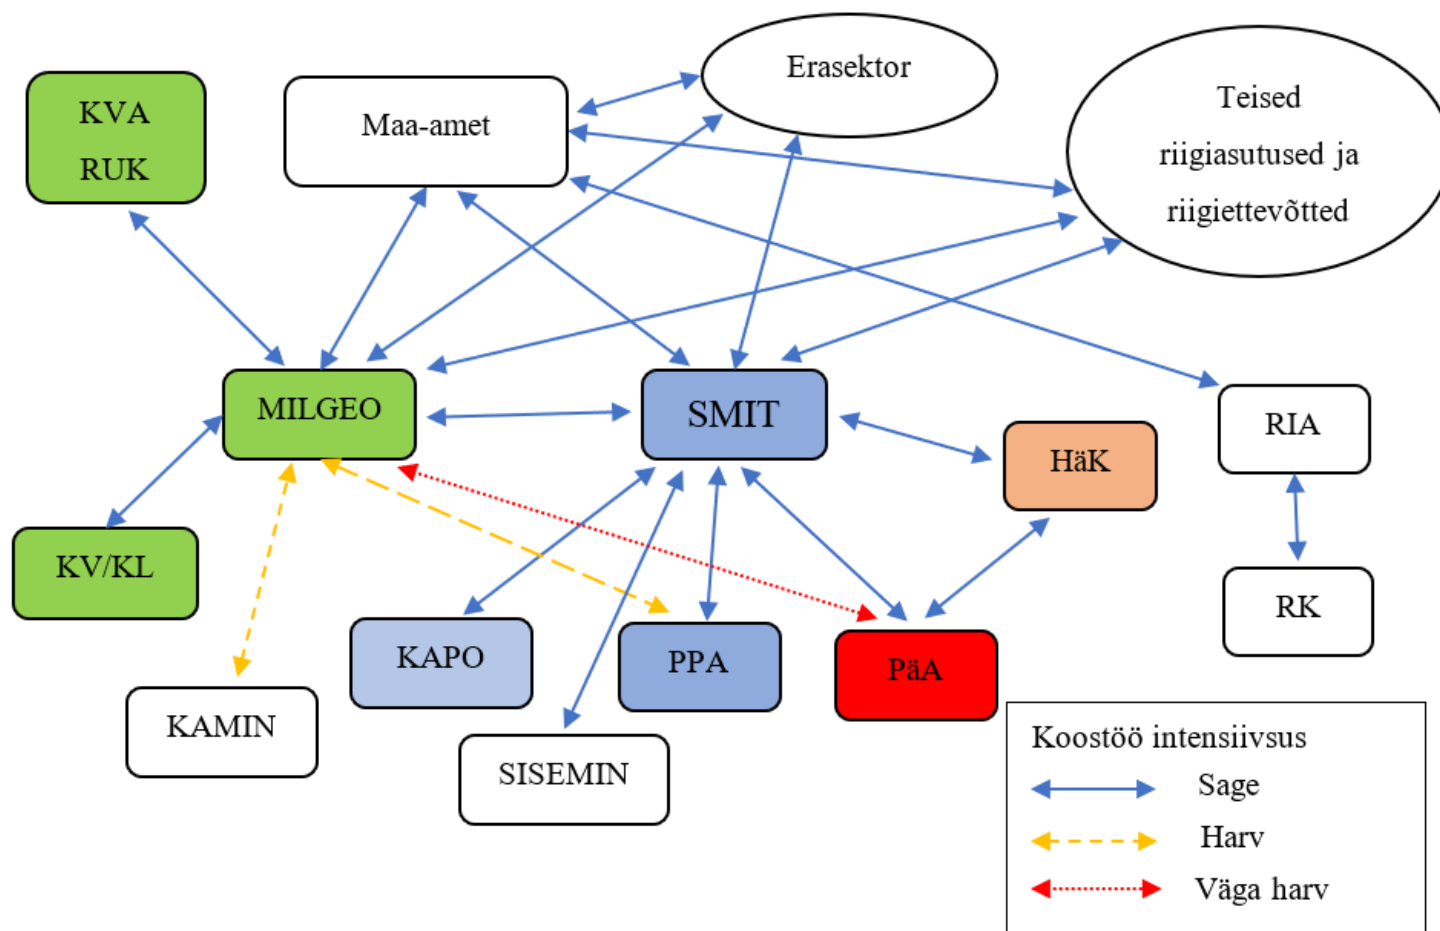 KVA
RUK
Maa-amet
Erasektor
Teised
riigiasutused ja
riigiettevõtted
MILGEO
SMIT
HäK
RIA
KV/KL
KAPO
PPA
PäA
RK
KAMIN
SISEMIN
Koostöö intensiivsus
Sage
Harv
Väga harv